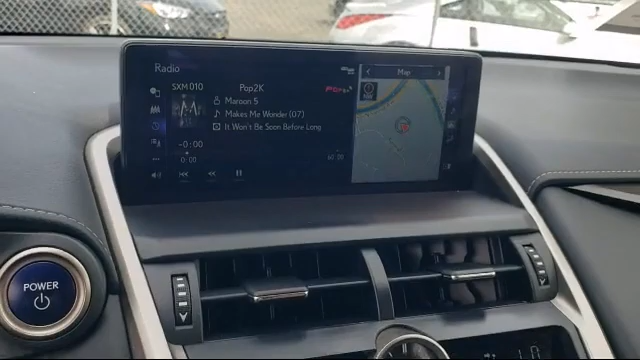 Radio
SXM 010
Pop2K
Maroon 5
Makes Me Wonder (07)
It Won't Be Soon Before Long
-0:00
0:00
Map
POWER